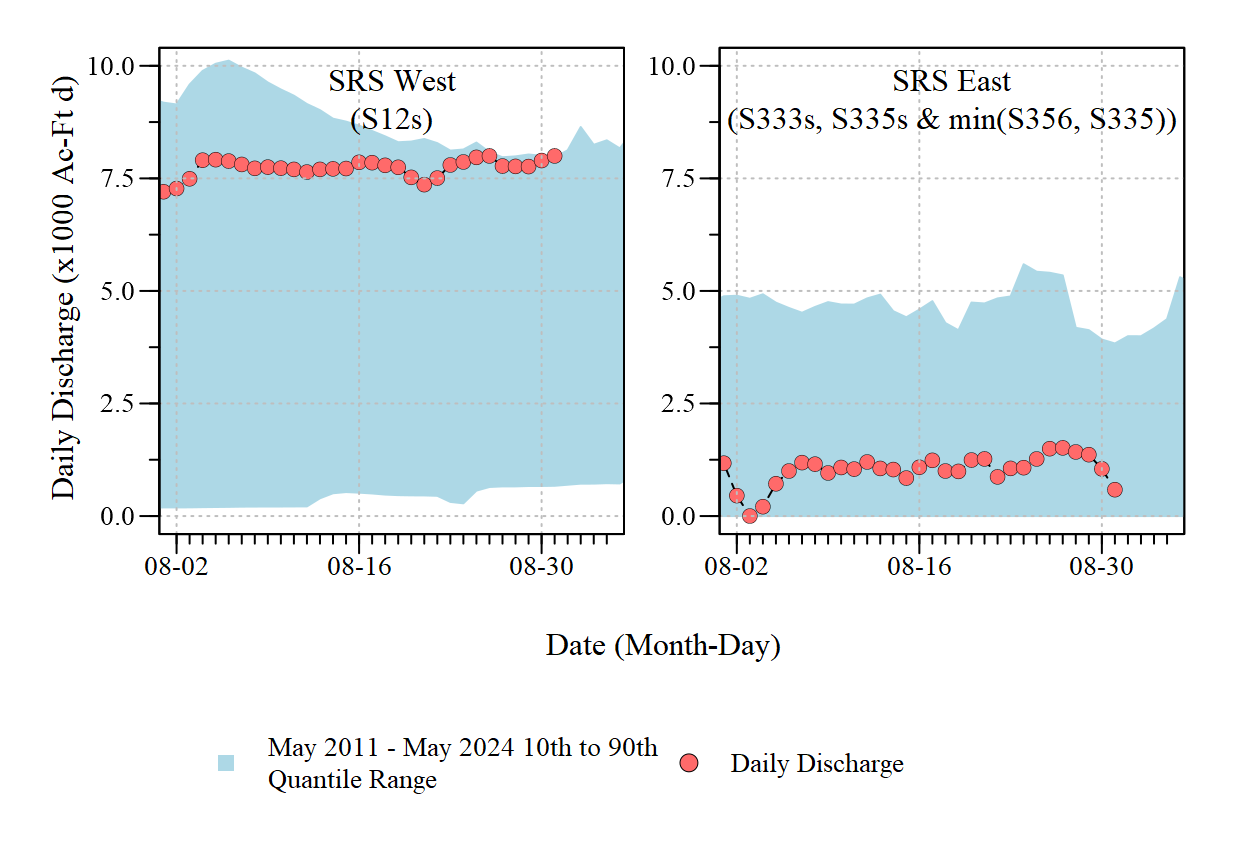 SRS West
(S12s)
SRS East
(S333s, S335s & min(S356, S335))
Daily Discharge (x1000 Ac-Ft d)
10.0
7.5
5.0
2.5
0.0
10.0
7.5
5.0
2.5
0.0
08-02
08-16
08-30
08-02
08-16
08-30
Date (Month-Day)
May 2011 - May 2024 10th to 90th
Quantile Range
Daily Discharge